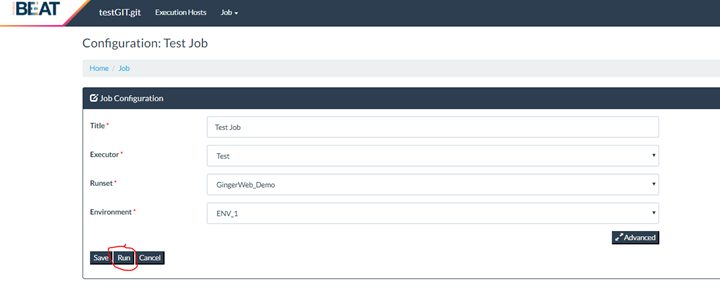 BEAT
testGIT.git Execution Hosts Job
Configuration: Test Job
Home / Job
Job Configuration
Title *
Test Job
Executor *
Test
Runset *
GingerWeb_Demo
Environment *
ENV_1
Advanced
Save Run Cancel